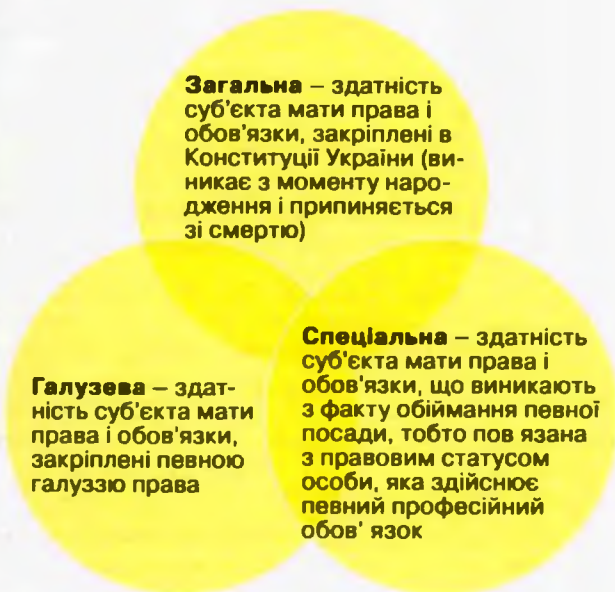 Загальна – здатність
суб'єкта мати права і
обов'язки, закріплені в
Конституції України (ви-
никає з моменту наро-
дження і припиняється
зі смертю)
Галузева – здат-
ність суб'єкта мати
права і обов'язки,
закріплені певною
галуззю права
Спеціальна – здатність
суб'єкта мати права і
обов'язки, що виникають
з факту обіймання певної
посади, тобто пов язана
з правовим статусом
особи, яка здійснює
певний професійний
обов' язок